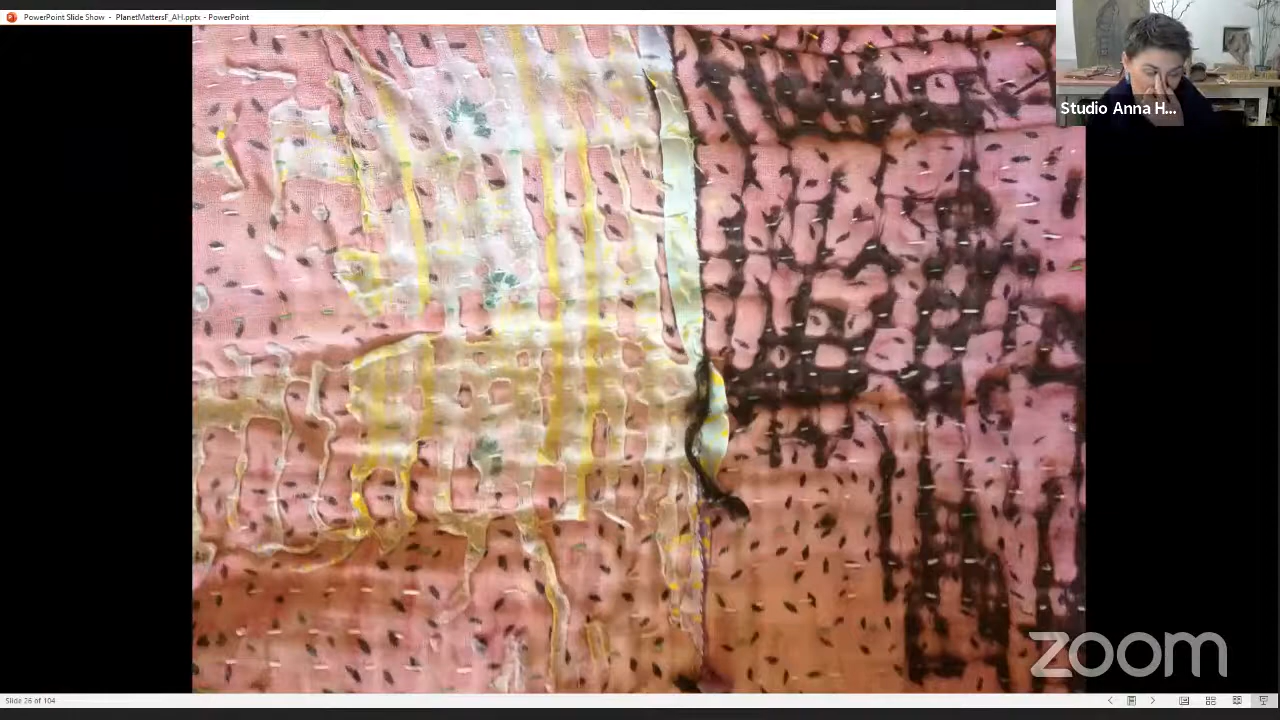 PowerPoint Slide Show - PlanetMattersF_AH.pptx - PowerPoint
Studio Anna H...
zoom
Slide 26 of 104